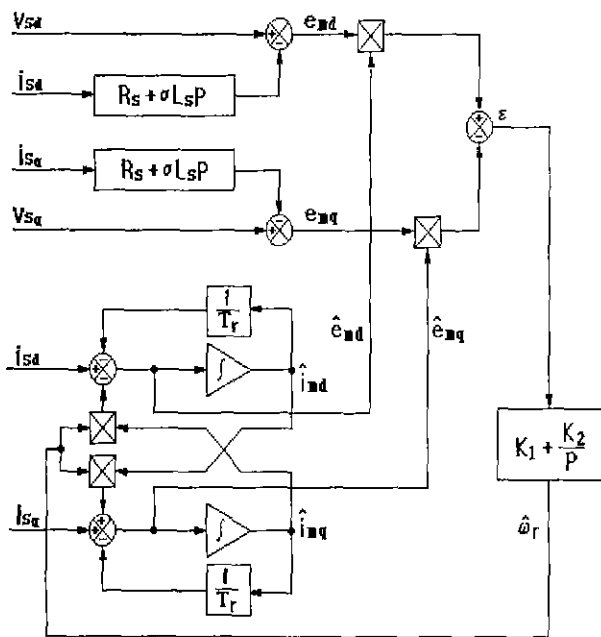 Vsd
emd
isd
Rs + σLsP
ε
isq
Rs + σLsP
Vsq
emq
1
Tr
êmd
êmq
isd
∫
îmd
K1 + K2
P
isq
∫
îmq
ω̂r
1
Tr